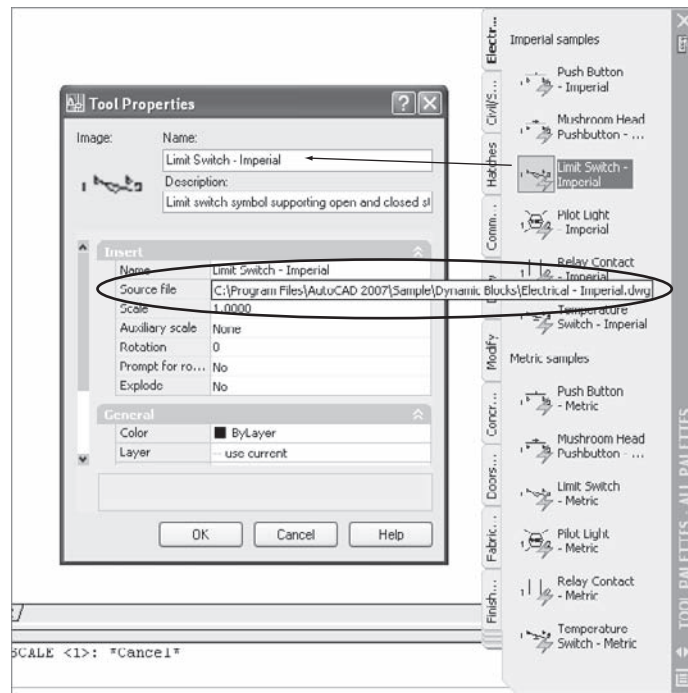 Tool Properties
Image:
Name:
Limit Switch - Imperial
Description:
Limit switch symbol supporting open and closed st
Insert
Name Limit Switch - Imperial
Source file C:\Program Files\AutoCAD 2007\Sample\Dynamic Blocks\Electrical - Imperial.dwg
Scale 1.0000
Auxiliary scale None
Rotation 0
Prompt for ro... No
Explode No
General
Color ByLayer
Layer -- use current
OK
Cancel
Help
SCALE <1>: *Cancel*
Electr...
Civil/S...
Hatches
Comm...
Modify
Concr...
Doors...
Fabric...
Finish...
Imperial samples
Push Button
- Imperial
Mushroom Head
Pushbutton - ...
Limit Switch -
Imperial
Pilot Light
- Imperial
Relay Contact
- Imperial
Temperature
Switch - Imperial
Metric samples
Push Button
- Metric
Mushroom Head
Pushbutton - ...
Limit Switch
- Metric
Pilot Light
- Metric
Relay Contact
- Metric
Temperature
Switch - Metric
TOOL PALETTES - ALL PALETTES